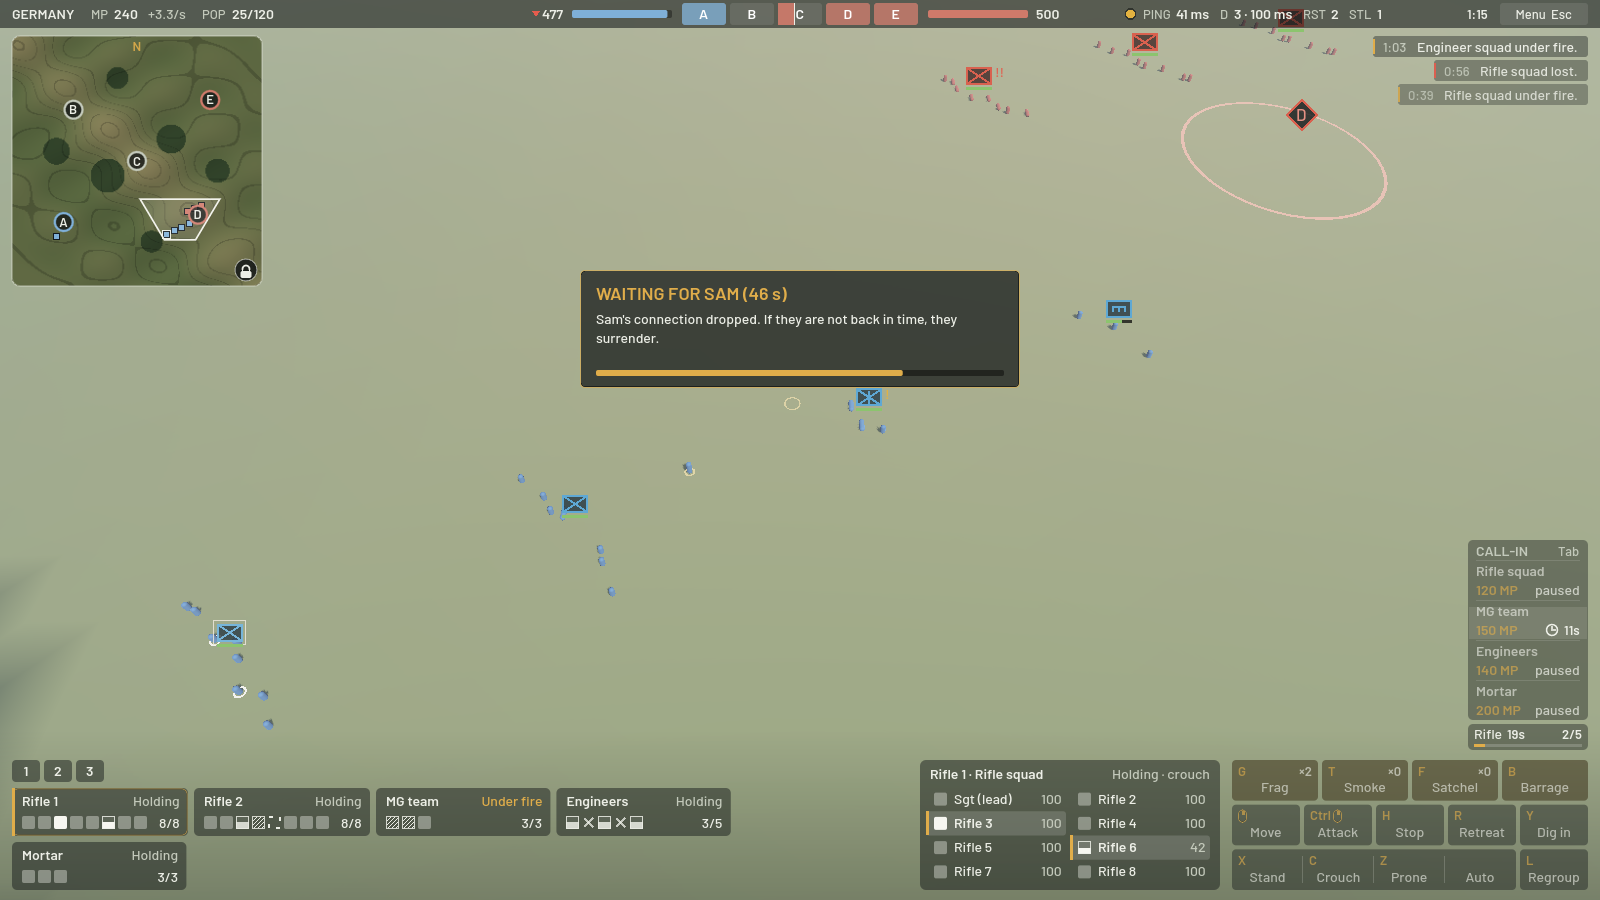 GERMANY MP 240 +3.3/s POP 25/120 477 A B C D E 500 PING 41 ms D 3 · 100 ms RST 2 STL 1 1:15 Menu Esc
N
B
E
C
A
D
1:03 Engineer squad under fire.
0:56 Rifle squad lost.
0:39 Rifle squad under fire.
!!
D
WAITING FOR SAM (46 s)
Sam's connection dropped. If they are not back in time, they
surrender.
CALL-IN Tab
Rifle squad
120 MP paused
MG team
150 MP 11s
Engineers
140 MP paused
Mortar
200 MP paused
Rifle 19s 2/5
1 2 3
Rifle 1 Holding
8/8
Rifle 2 Holding
8/8
MG team Under fire
3/3
Engineers Holding
3/5
Mortar Holding
3/3
Rifle 1 · Rifle squad Holding · crouch
Sgt (lead) 100 Rifle 2 100
Rifle 3 100 Rifle 4 100
Rifle 5 100 Rifle 6 42
Rifle 7 100 Rifle 8 100
G ×2 T ×0 F ×0 B
Frag Smoke Satchel Barrage
Ctrl H R Y
Move Attack Stop Retreat Dig in
X C Z L
Stand Crouch Prone Auto Regroup